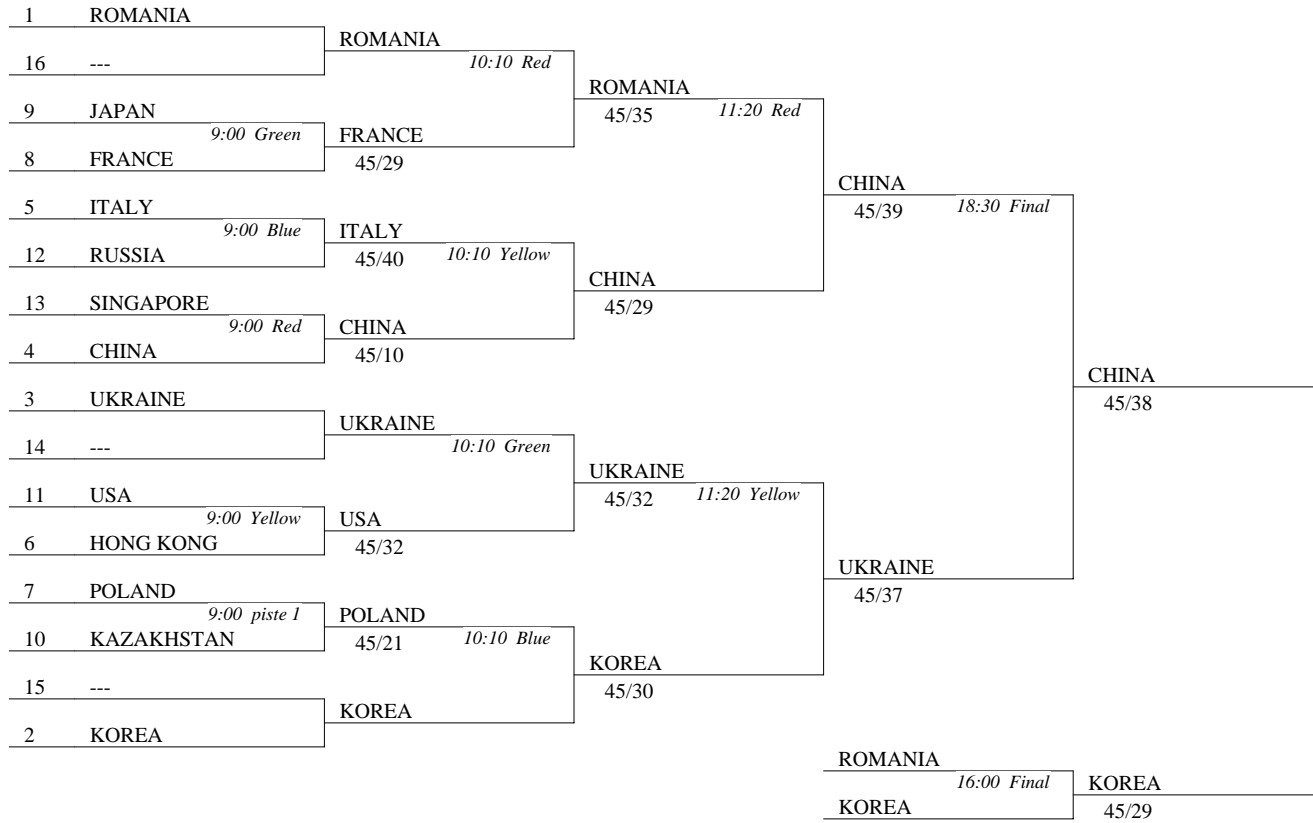 1 ROMANIA
ROMANIA
10:10 Red
16 ---
ROMANIA
45/35
11:20 Red
9 JAPAN
9:00 Green
FRANCE
45/29
8 FRANCE
CHINA
45/39
18:30 Final
5 ITALY
9:00 Blue
ITALY
45/40
10:10 Yellow
12 RUSSIA
CHINA
45/29
13 SINGAPORE
9:00 Red
CHINA
45/10
4 CHINA
CHINA
45/38
3 UKRAINE
UKRAINE
10:10 Green
14 ---
UKRAINE
45/32
11:20 Yellow
11 USA
9:00 Yellow
USA
45/32
6 HONG KONG
UKRAINE
45/37
7 POLAND
9:00 piste 1
POLAND
45/21
10:10 Blue
10 KAZAKHSTAN
KOREA
45/30
15 ---
KOREA
2 KOREA
ROMANIA
16:00 Final
KOREA
45/29
KOREA